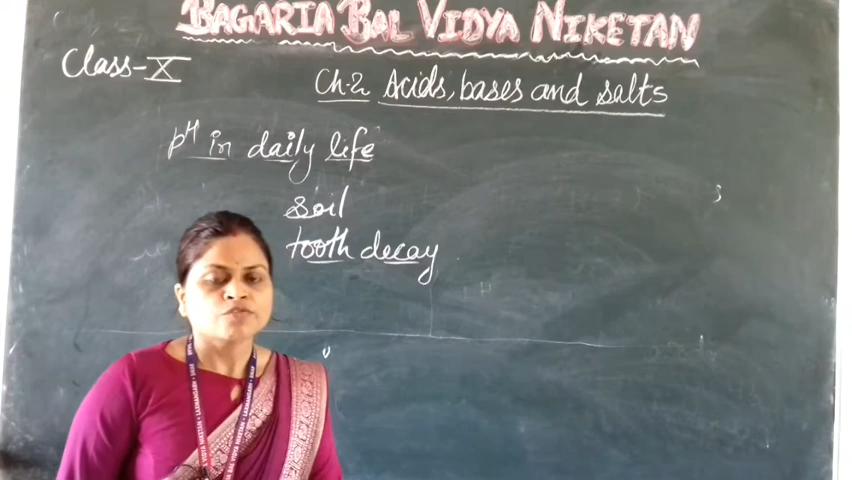 BAGARIA BAL VIDYA NIKETAN
Class-X
Ch-2 Acids, bases and salts
pH in daily life
soil
tooth decay